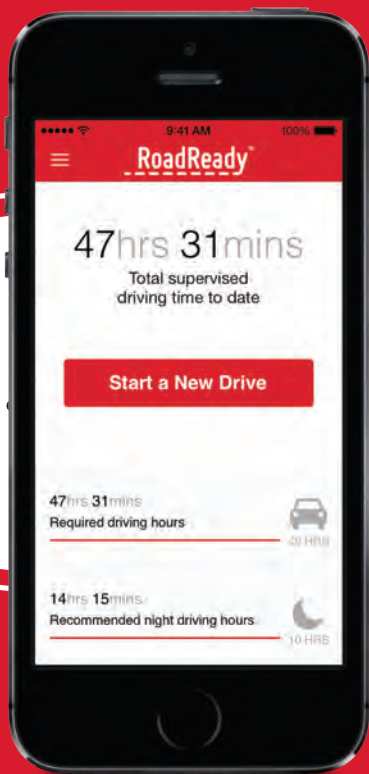 9:41 AM 100%
RoadReady™
47hrs 31mins
Total supervised
driving time to date
Start a New Drive
47hrs 31mins
Required driving hours
40 HRS
14hrs 15mins
Recommended night driving hours
10 HRS